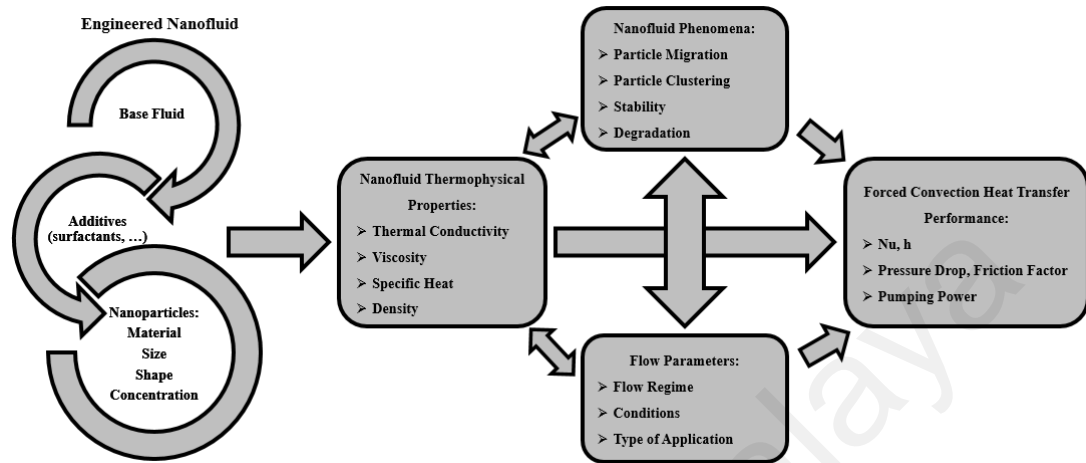 Engineered Nanofluid
Base Fluid
Additives
(surfactants, …)
Nanoparticles:
Material
Size
Shape
Concentration
Nanofluid Thermophysical
Properties:
➢ Thermal Conductivity
➢ Viscosity
➢ Specific Heat
➢ Density
Nanofluid Phenomena:
➢ Particle Migration
➢ Particle Clustering
➢ Stability
➢ Degradation
Flow Parameters:
➢ Flow Regime
➢ Conditions
➢ Type of Application
Forced Convection Heat Transfer
Performance:
➢ Nu, h
➢ Pressure Drop, Friction Factor
➢ Pumping Power
laya